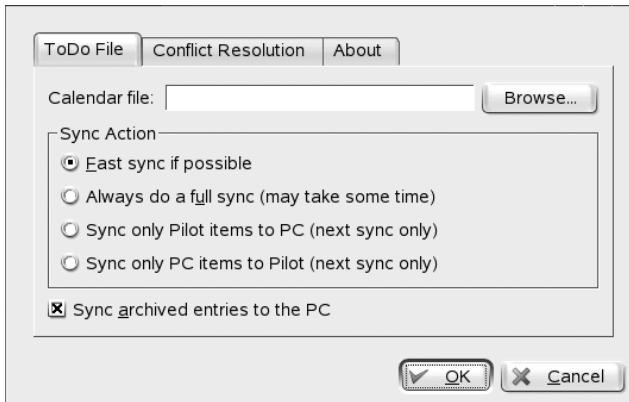 ToDo File Conflict Resolution About
Calendar file: Browse...
Sync Action
Fast sync if possible
Always do a full sync (may take some time)
Sync only Pilot items to PC (next sync only)
Sync only PC items to Pilot (next sync only)
Sync archived entries to the PC
OK Cancel